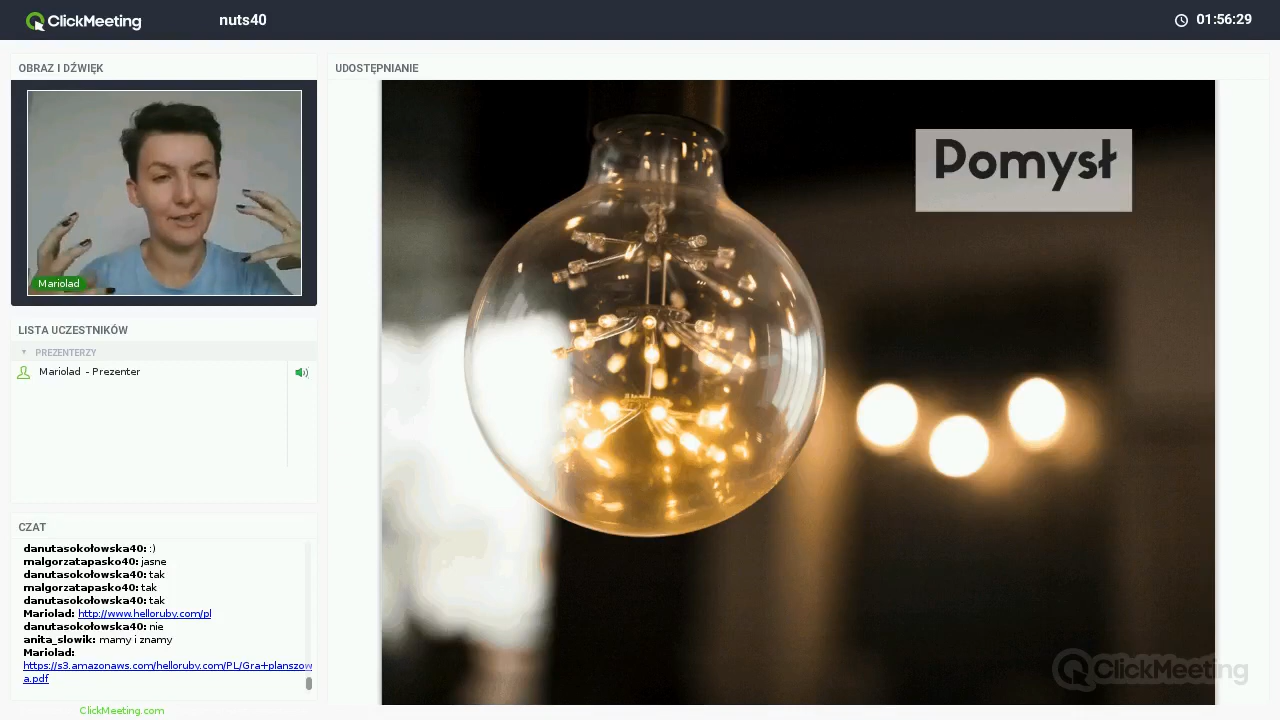 ClickMeeting
nuts40
01:56:29
OBRAZ I DŹWIĘK
Mariolad
LISTA UCZESTNIKÓW
PREZENTERZY
Mariolad - Prezenter
CZAT
danutasokołowska40: :)
malgorzatapasko40: jasne
danutasokołowska40: tak
malgorzatapasko40: tak
danutasokołowska40: tak
Mariolad: http://www.helloruby.com/pl
danutasokołowska40: nie
anita_slowik: mamy i znamy
Mariolad:
https://s3.amazonaws.com/helloruby.com/PL/Gra+planszow
a.pdf
ClickMeeting.com
UDOSTĘPNIANIE
Pomysł
ClickMeeting